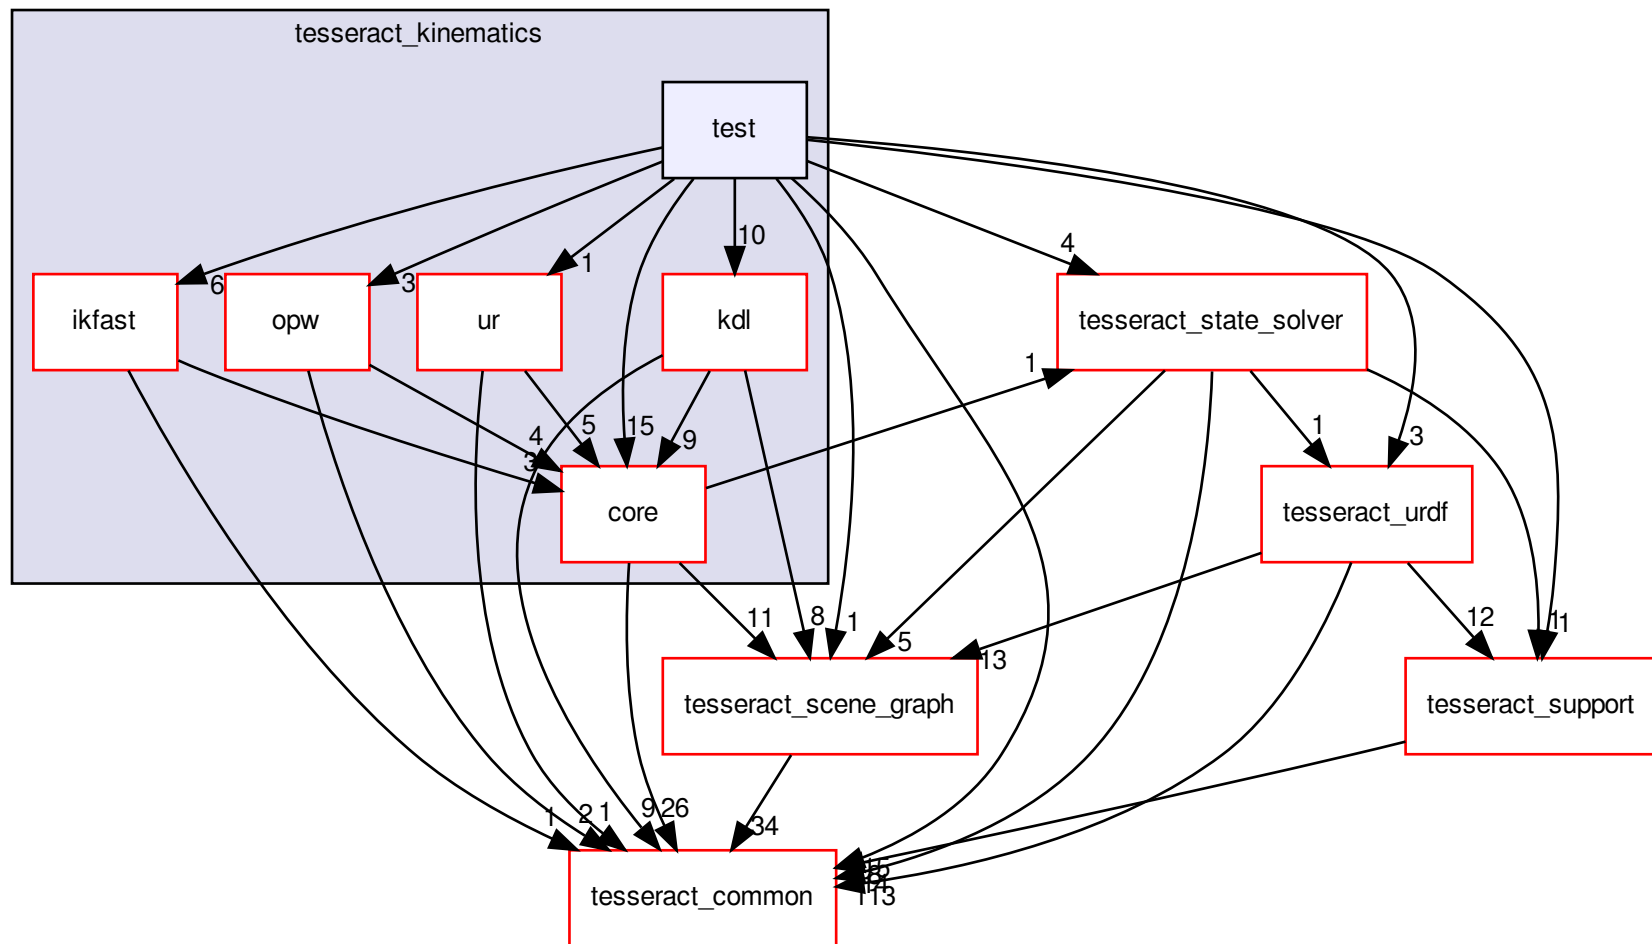 tesseract_kinematics
test
10
1
4
6
3
ikfast
opw
ur
kdl
tesseract_state_solver
1
15
5
9
4
3
1
3
core
tesseract_urdf
11
8
1
5
13
12
1
1
tesseract_scene_graph
tesseract_support
1
2
1
9
26
34
113
tesseract_common